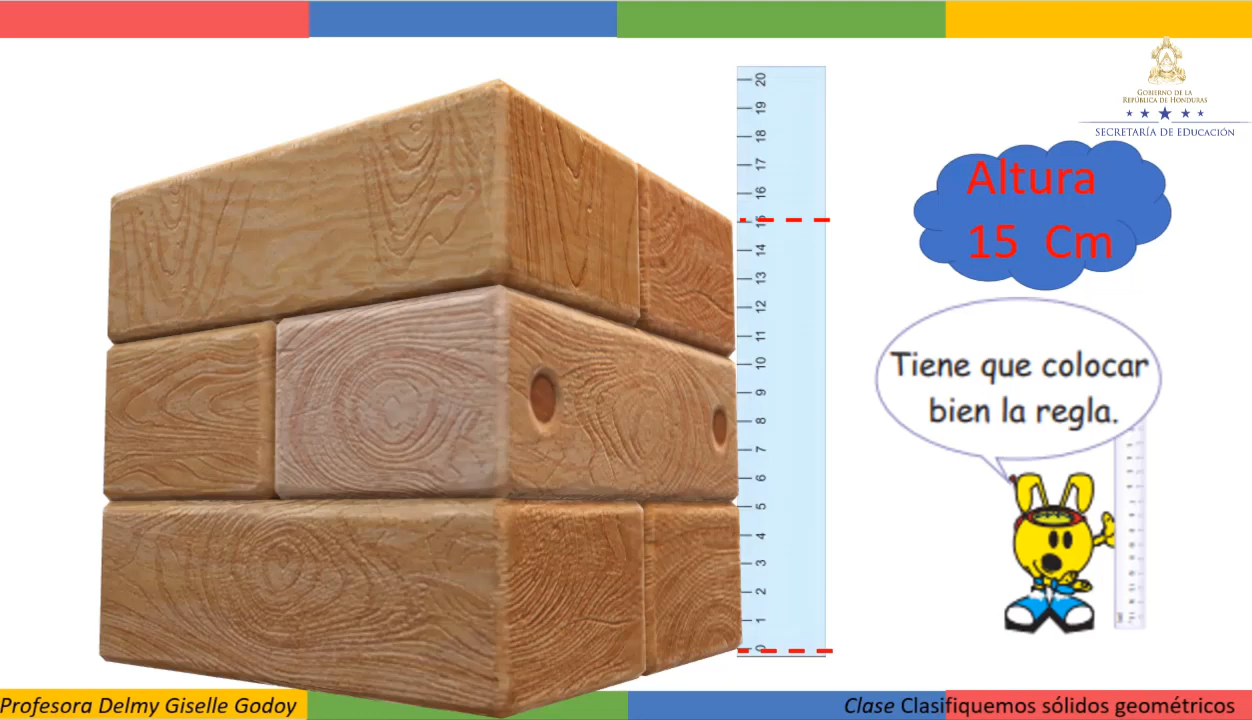 20
19
18
17
16
15
14
13
12
11
10
9
8
7
6
5
4
3
2
1
0
GOBIERNO DE LA
REPÚBLICA DE HONDURAS
SECRETARÍA DE EDUCACIÓN
Altura
15 Cm
Tiene que colocar
bien la regla.
Profesora Delmy Giselle Godoy
Clase Clasifiquemos sólidos geométricos